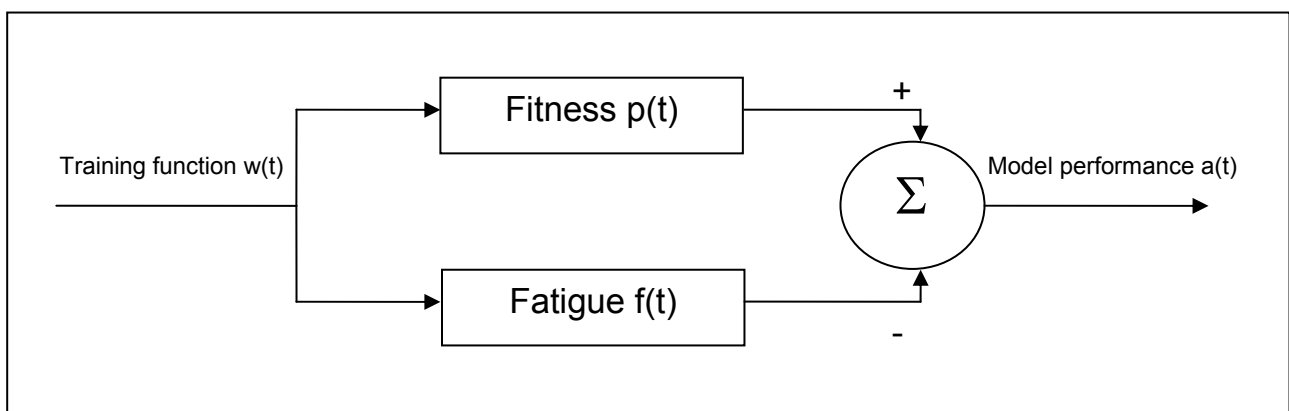 Fitness p(t)
+
Training function w(t)
Σ
Model performance a(t)
Fatigue f(t)
-